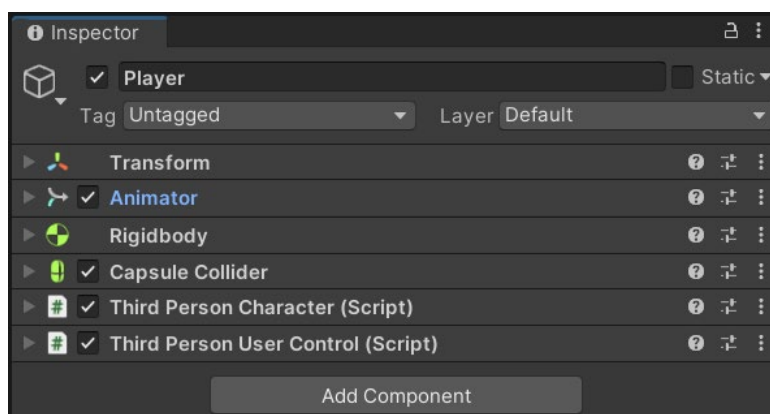 Inspector
Player Static
Tag Untagged Layer Default
Transform
Animator
Rigidbody
Capsule Collider
# Third Person Character (Script)
# Third Person User Control (Script)
Add Component